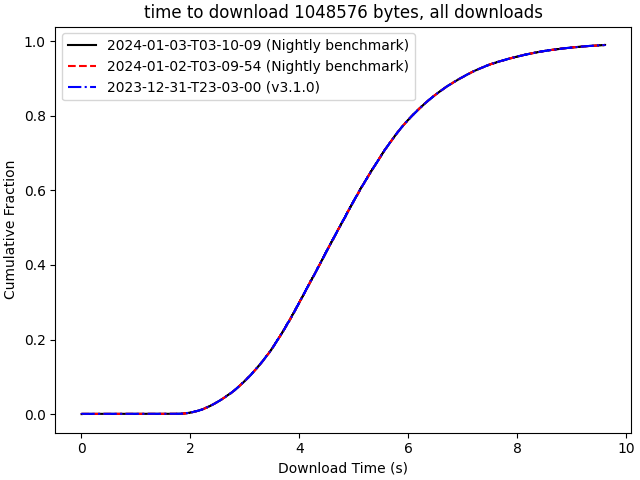 time to download 1048576 bytes, all downloads
2024-01-03-T03-10-09 (Nightly benchmark)
2024-01-02-T03-09-54 (Nightly benchmark)
2023-12-31-T23-03-00 (v3.1.0)
Cumulative Fraction
1.0
0.8
0.6
0.4
0.2
0.0
0 2 4 6 8 10
Download Time (s)